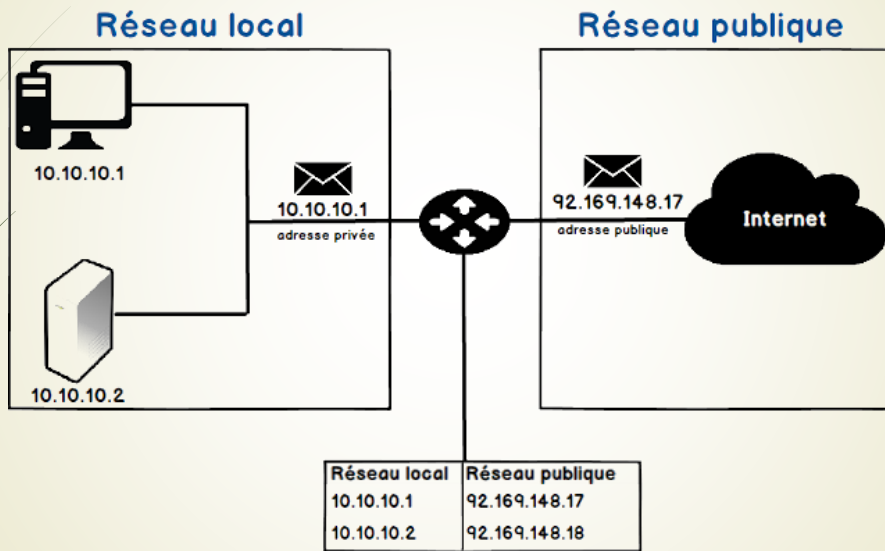 Réseau local
Réseau publique
10.10.10.1
10.10.10.1
adresse privée
92.169.148.17
adresse publique
Internet
10.10.10.2
Réseau local Réseau publique
10.10.10.1 92.169.148.17
10.10.10.2 92.169.148.18